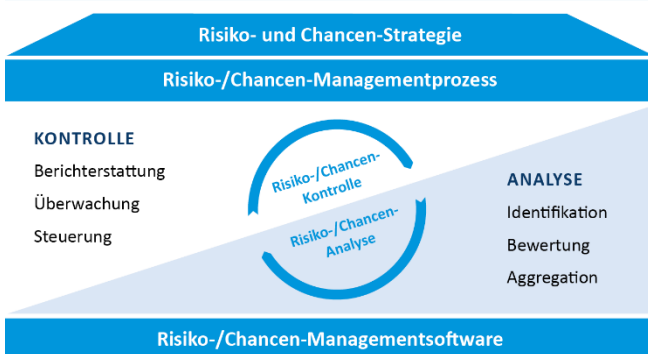 Risiko- und Chancen-Strategie
Risiko-/Chancen-Managementprozess
KONTROLLE
Berichterstattung
Überwachung
Steuerung
Risiko-/Chancen-
Kontrolle
Risiko-/Chancen-
Analyse
ANALYSE
Identifikation
Bewertung
Aggregation
Risiko-/Chancen-Managementsoftware